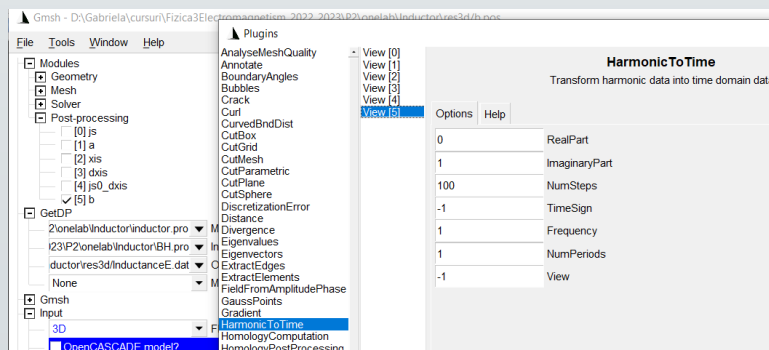 Gmsh - D:\Gabriela\cursuri\Fizica3Electromagnetism_2022_2023\P2\onelab\Inductor\res3d/b.pos
File Tools Window Help
Modules
Geometry
Mesh
Solver
Post-processing
[0] js
[1] a
[2] xis
[3] dxis
[4] js0_dxis
[5] b
GetDP
2\onelab\Inductor\inductor.pro M
)23\P2\onelab\Inductor\BH.pro In
ductor\res3d/InductanceE.dat O
None M
Gmsh
Input
3D F
OpenCASCADE model?
Plugins
AnalyseMeshQuality
Annotate
BoundaryAngles
Bubbles
Crack
Curl
CurvedBndDist
CutBox
CutGrid
CutMesh
CutParametric
CutPlane
CutSphere
DiscretizationError
Distance
Divergence
Eigenvalues
Eigenvectors
ExtractEdges
ExtractElements
FieldFromAmplitudePhase
GaussPoints
Gradient
HarmonicToTime
HomologyComputation
HomologyPostProcessing
View [0]
View [1]
View [2]
View [3]
View [4]
View [5]
HarmonicToTime
Transform harmonic data into time domain dat
Options Help
0 RealPart
1 ImaginaryPart
100 NumSteps
-1 TimeSign
1 Frequency
1 NumPeriods
-1 View